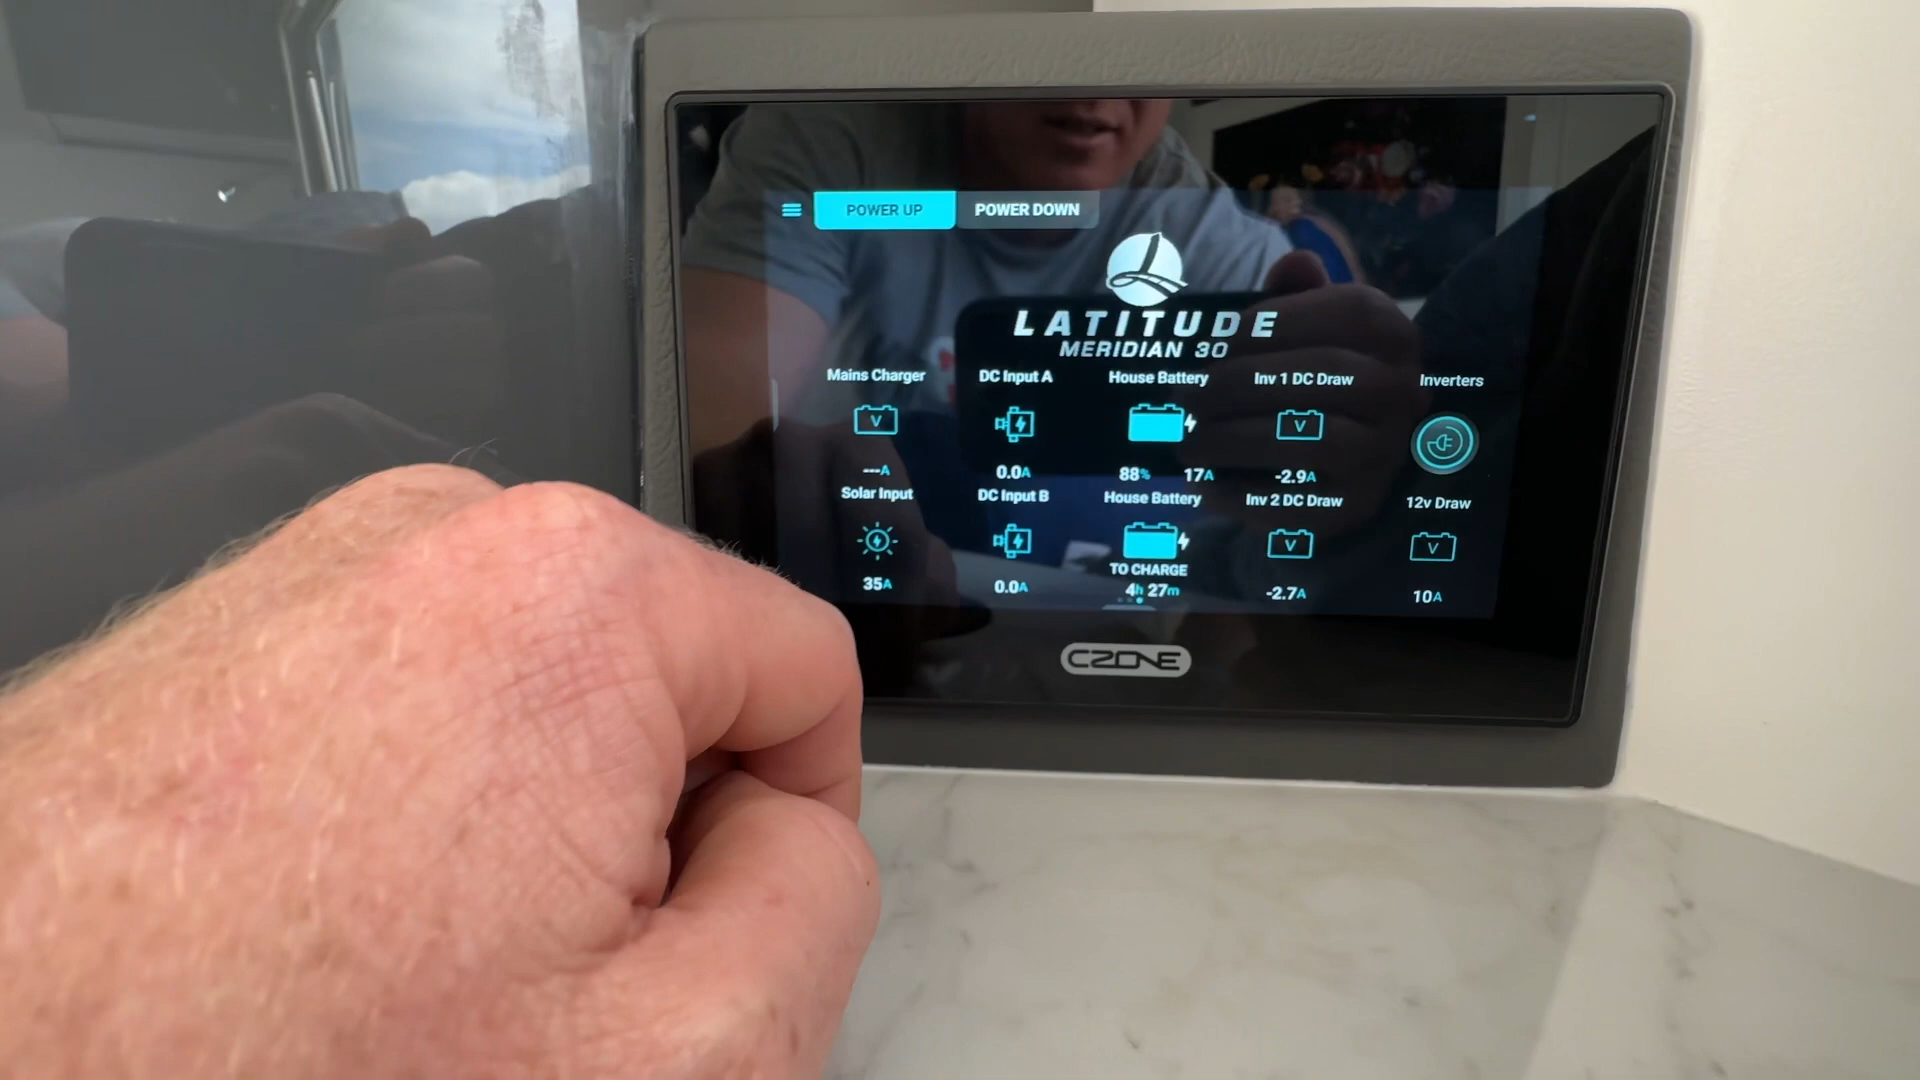 POWER UP POWER DOWN
LATITUDE
MERIDIAN 30
Mains Charger DC Input A House Battery Inv 1 DC Draw Inverters
V V
---A 0.0A 88% 17A -2.9A
Solar Input DC Input B House Battery Inv 2 DC Draw 12v Draw
V V
TO CHARGE
35A 0.0A 4h 27m -2.7A 10A
CZONE